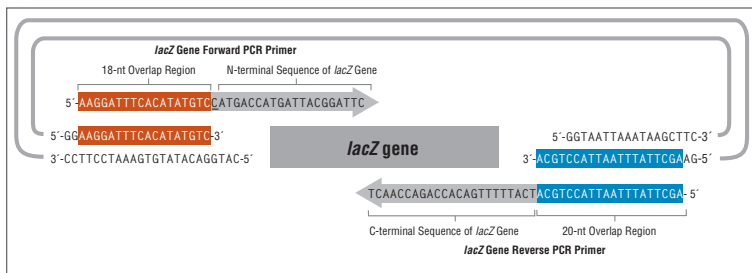 lacZ Gene Forward PCR Primer
18-nt Overlap Region
N-terminal Sequence of lacZ Gene
5´-AAGGATTTCACATATGTCCATGACCATGATTACGGATTC
5´-GGAAGGATTTCACATATGTC-3´
3´-CCTTCCTAAAGTGTATACAGGTAC-5´
lacZ gene
5´-GGTAATTAAATAAGCTTC-3´
3´-ACGTCCATTAATTTATTCGAAG-5´
TCAACCAGACCACAGTTTTTACTACGTCCATTAATTTATTCGA-5´
C-terminal Sequence of lacZ Gene
20-nt Overlap Region
lacZ Gene Reverse PCR Primer